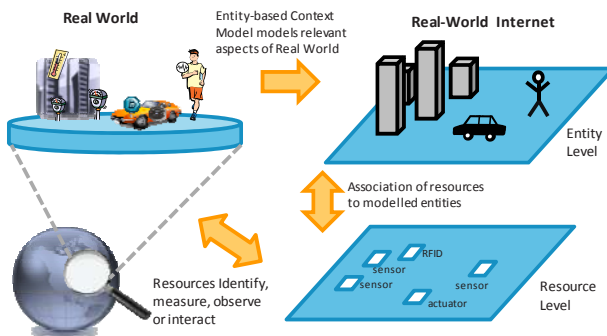 Real World
Entity-based Context
Model models relevant
aspects of Real World
Real-World Internet
Entity
Level
Association of resources
to modelled entities
Resources Identify,
measure, observe
or interact
RFID
sensor
sensor
sensor
actuator
Resource
Level